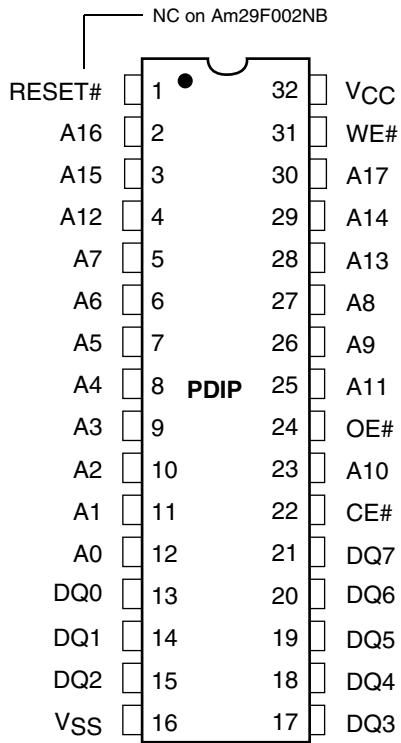 NC on Am29F002NB
RESET# 1 32 VCC
A16 2 31 WE#
A15 3 30 A17
A12 4 29 A14
A7 5 28 A13
A6 6 27 A8
A5 7 26 A9
A4 8 PDIP 25 A11
A3 9 24 OE#
A2 10 23 A10
A1 11 22 CE#
A0 12 21 DQ7
DQ0 13 20 DQ6
DQ1 14 19 DQ5
DQ2 15 18 DQ4
VSS 16 17 DQ3